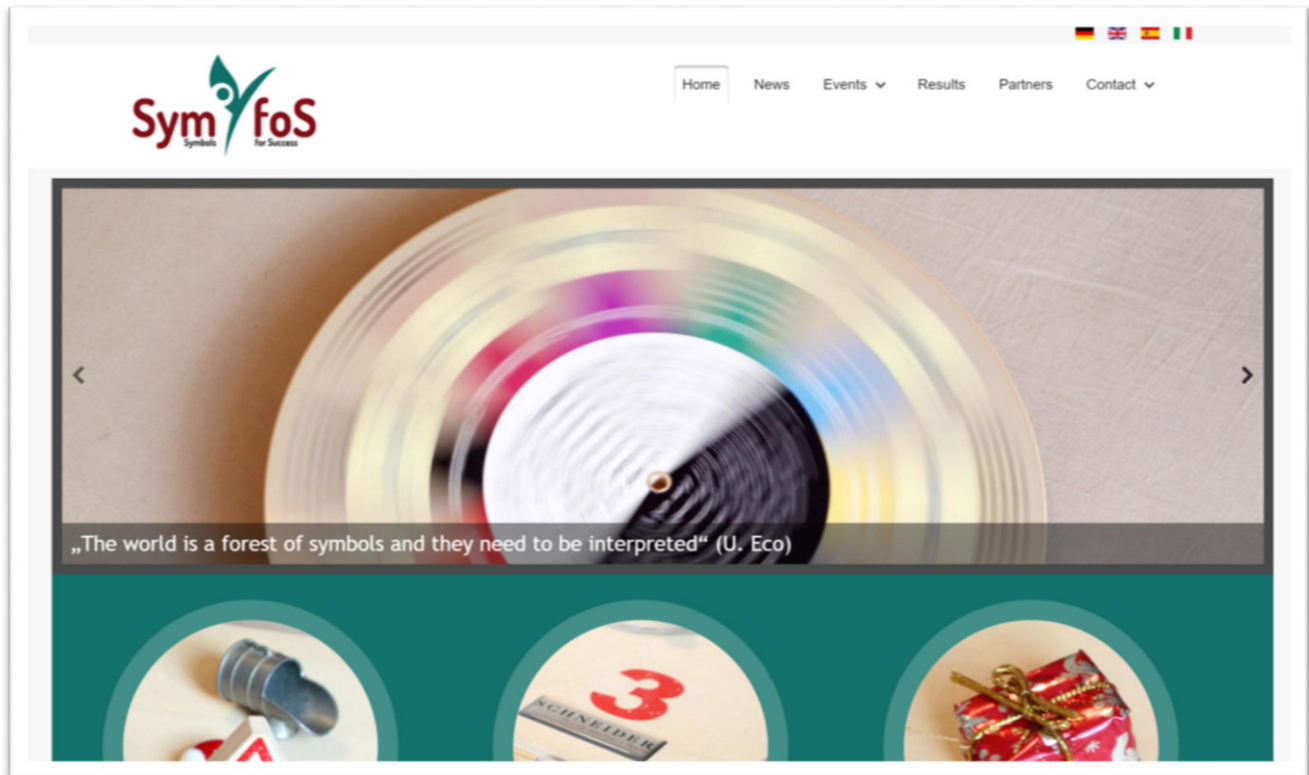 Home News Events Results Partners Contact
Sym foS
Symbols for Success
„The world is a forest of symbols and they need to be interpreted“ (U. Eco)
3
SCHNEIDER